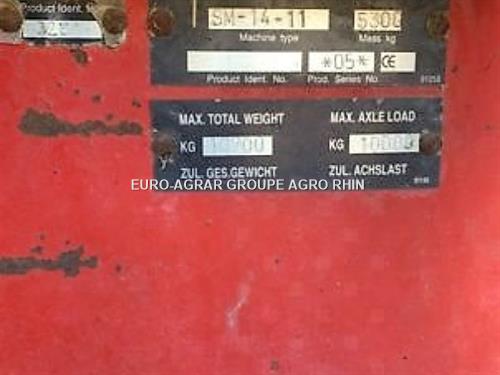 Product Ident. No.
SM-14-11
Machine type
Mass kg
*05* CE
Product Ident. No. Prod. Series No.
MAX. TOTAL WEIGHT MAX. AXLE LOAD
KG KG
ZUL. GES.GEWICHT ZUL. ACHSLAST
EURO-AGRAR GROUPE AGRO RHIN